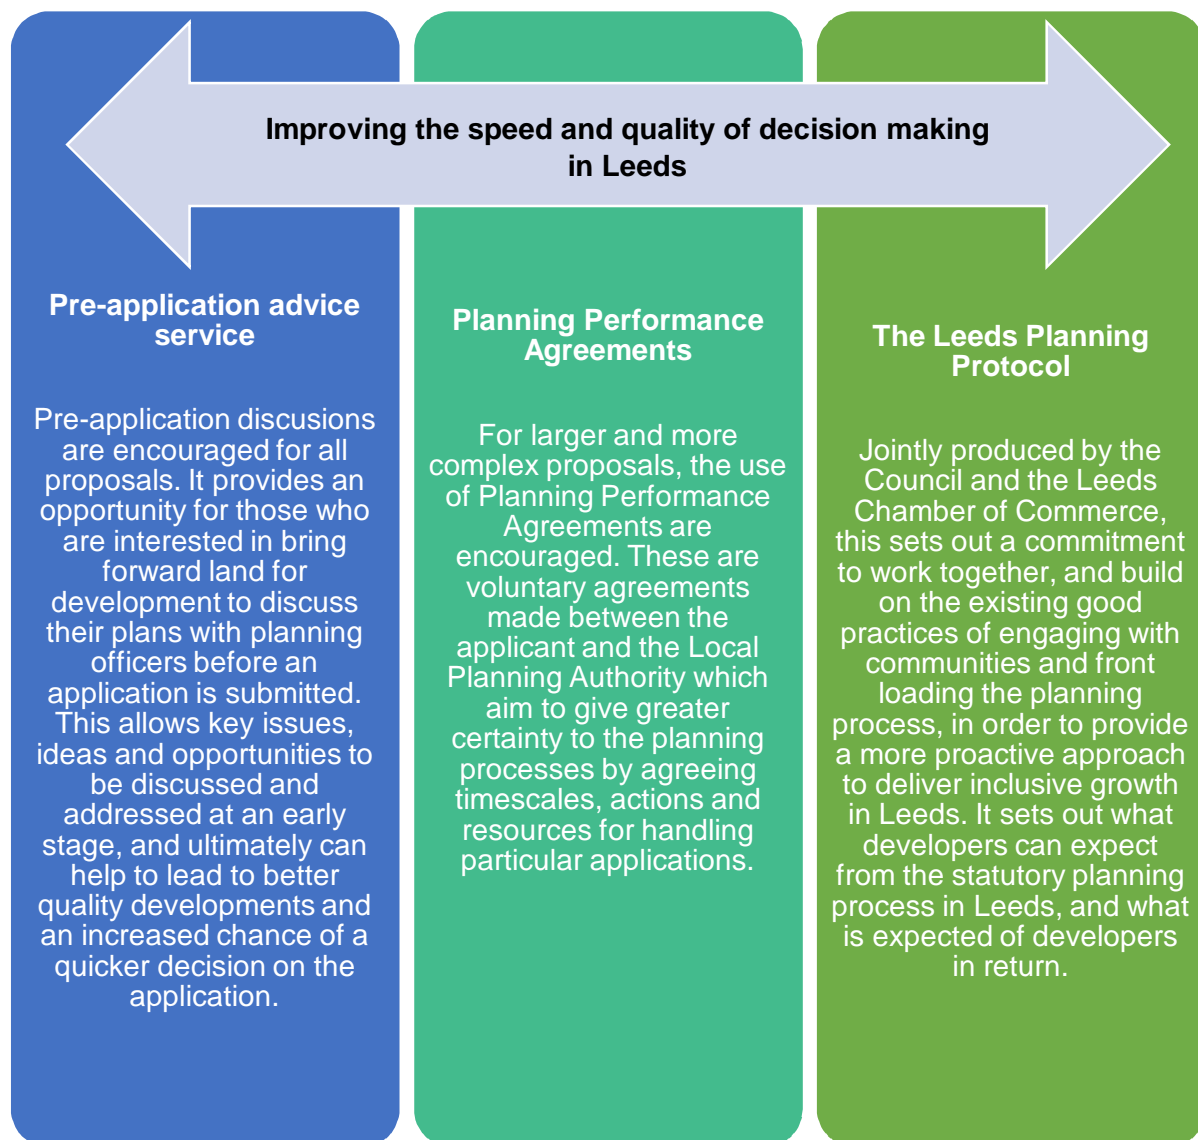 Improving the speed and quality of decision making
in Leeds
Pre-application advice
service
Pre-application discusions
are encouraged for all
proposals. It provides an
opportunity for those who
are interested in bring
forward land for
development to discuss
their plans with planning
officers before an
application is submitted.
This allows key issues,
ideas and opportunities to
be discussed and
addressed at an early
stage, and ultimately can
help to lead to better
quality developments and
an increased chance of a
quicker decision on the
application.
Planning Performance
Agreements
For larger and more
complex proposals, the use
of Planning Performance
Agreements are
encouraged. These are
voluntary agreements
made between the
applicant and the Local
Planning Authority which
aim to give greater
certainty to the planning
processes by agreeing
timescales, actions and
resources for handling
particular applications.
The Leeds Planning
Protocol
Jointly produced by the
Council and the Leeds
Chamber of Commerce,
this sets out a commitment
to work together, and build
on the existing good
practices of engaging with
communities and front
loading the planning
process, in order to provide
a more proactive approach
to deliver inclusive growth
in Leeds. It sets out what
developers can expect
from the statutory planning
process in Leeds, and what
is expected of developers
in return.